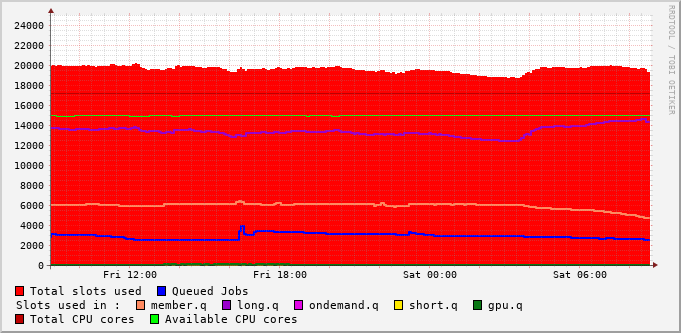 24000
22000
20000
18000
16000
14000
12000
10000
8000
6000
4000
2000
0
Fri 12:00 Fri 18:00 Sat 00:00 Sat 06:00
RRDTOOL / TOBI OETIKER
Total slots used Queued Jobs
Slots used in : member.q long.q ondemand.q short.q gpu.q
Total CPU cores Available CPU cores